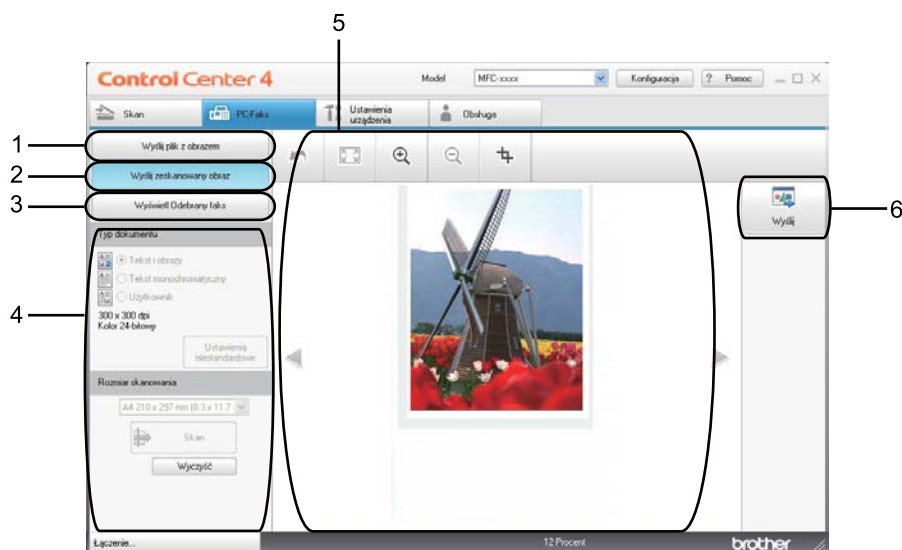 5
Control Center 4
Model
MFC-xxxx
Konfiguracja
? Pomoc
Skan
PC-Faks
Ustawienia
urządzenia
Obsługa
1
Wyślij plik z obrazem
2
Wyślij zeskanowany obraz
3
Wyświetl Odebrany faks
Wyślij
6
Typ dokumentu
Tekst i obrazy
Tekst monochromatyczny
Użytkownik
4
300 x 300 dpi
Kolor 24-bitowy
Ustawienia
niestandardowe
Rozmiar skanowania
A4 210 x 297 mm (8.3 x 11.7
Skan
Wyczyść
Łączenie...
12 Procent
brother